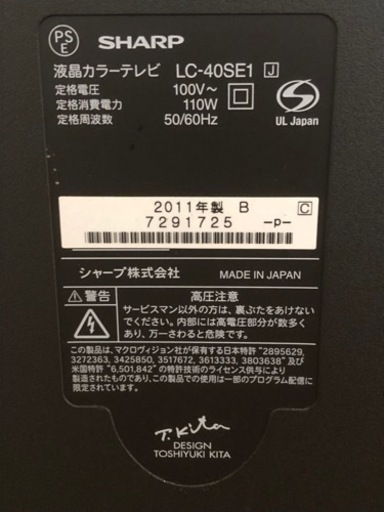 PS
E
SHARP
液晶カラーテレビ LC-40SE1 J
定格電圧 100V～
定格消費電力 110W
定格周波数 50/60Hz
S
UL Japan
2011年製 B C
7291725 -p-
シャープ株式会社 MADE IN JAPAN
⚠警告 高圧注意
サービスマン以外の方は、裏ぶたをあけない
でください。内部には高電圧部分が数多く
あり、万一さわると危険です。
この製品は、マクロヴィジョン社が保有する日本特許 "2895629,
3272363, 3425850, 3517672, 3613333, 3803638" 及び
米国特許 "6,501,842" の特許技術のライセンス供与により
製造されました。この製品での使用は一部のプログラム配信に
限定されています。
T.Kita
DESIGN
TOSHIYUKI KITA